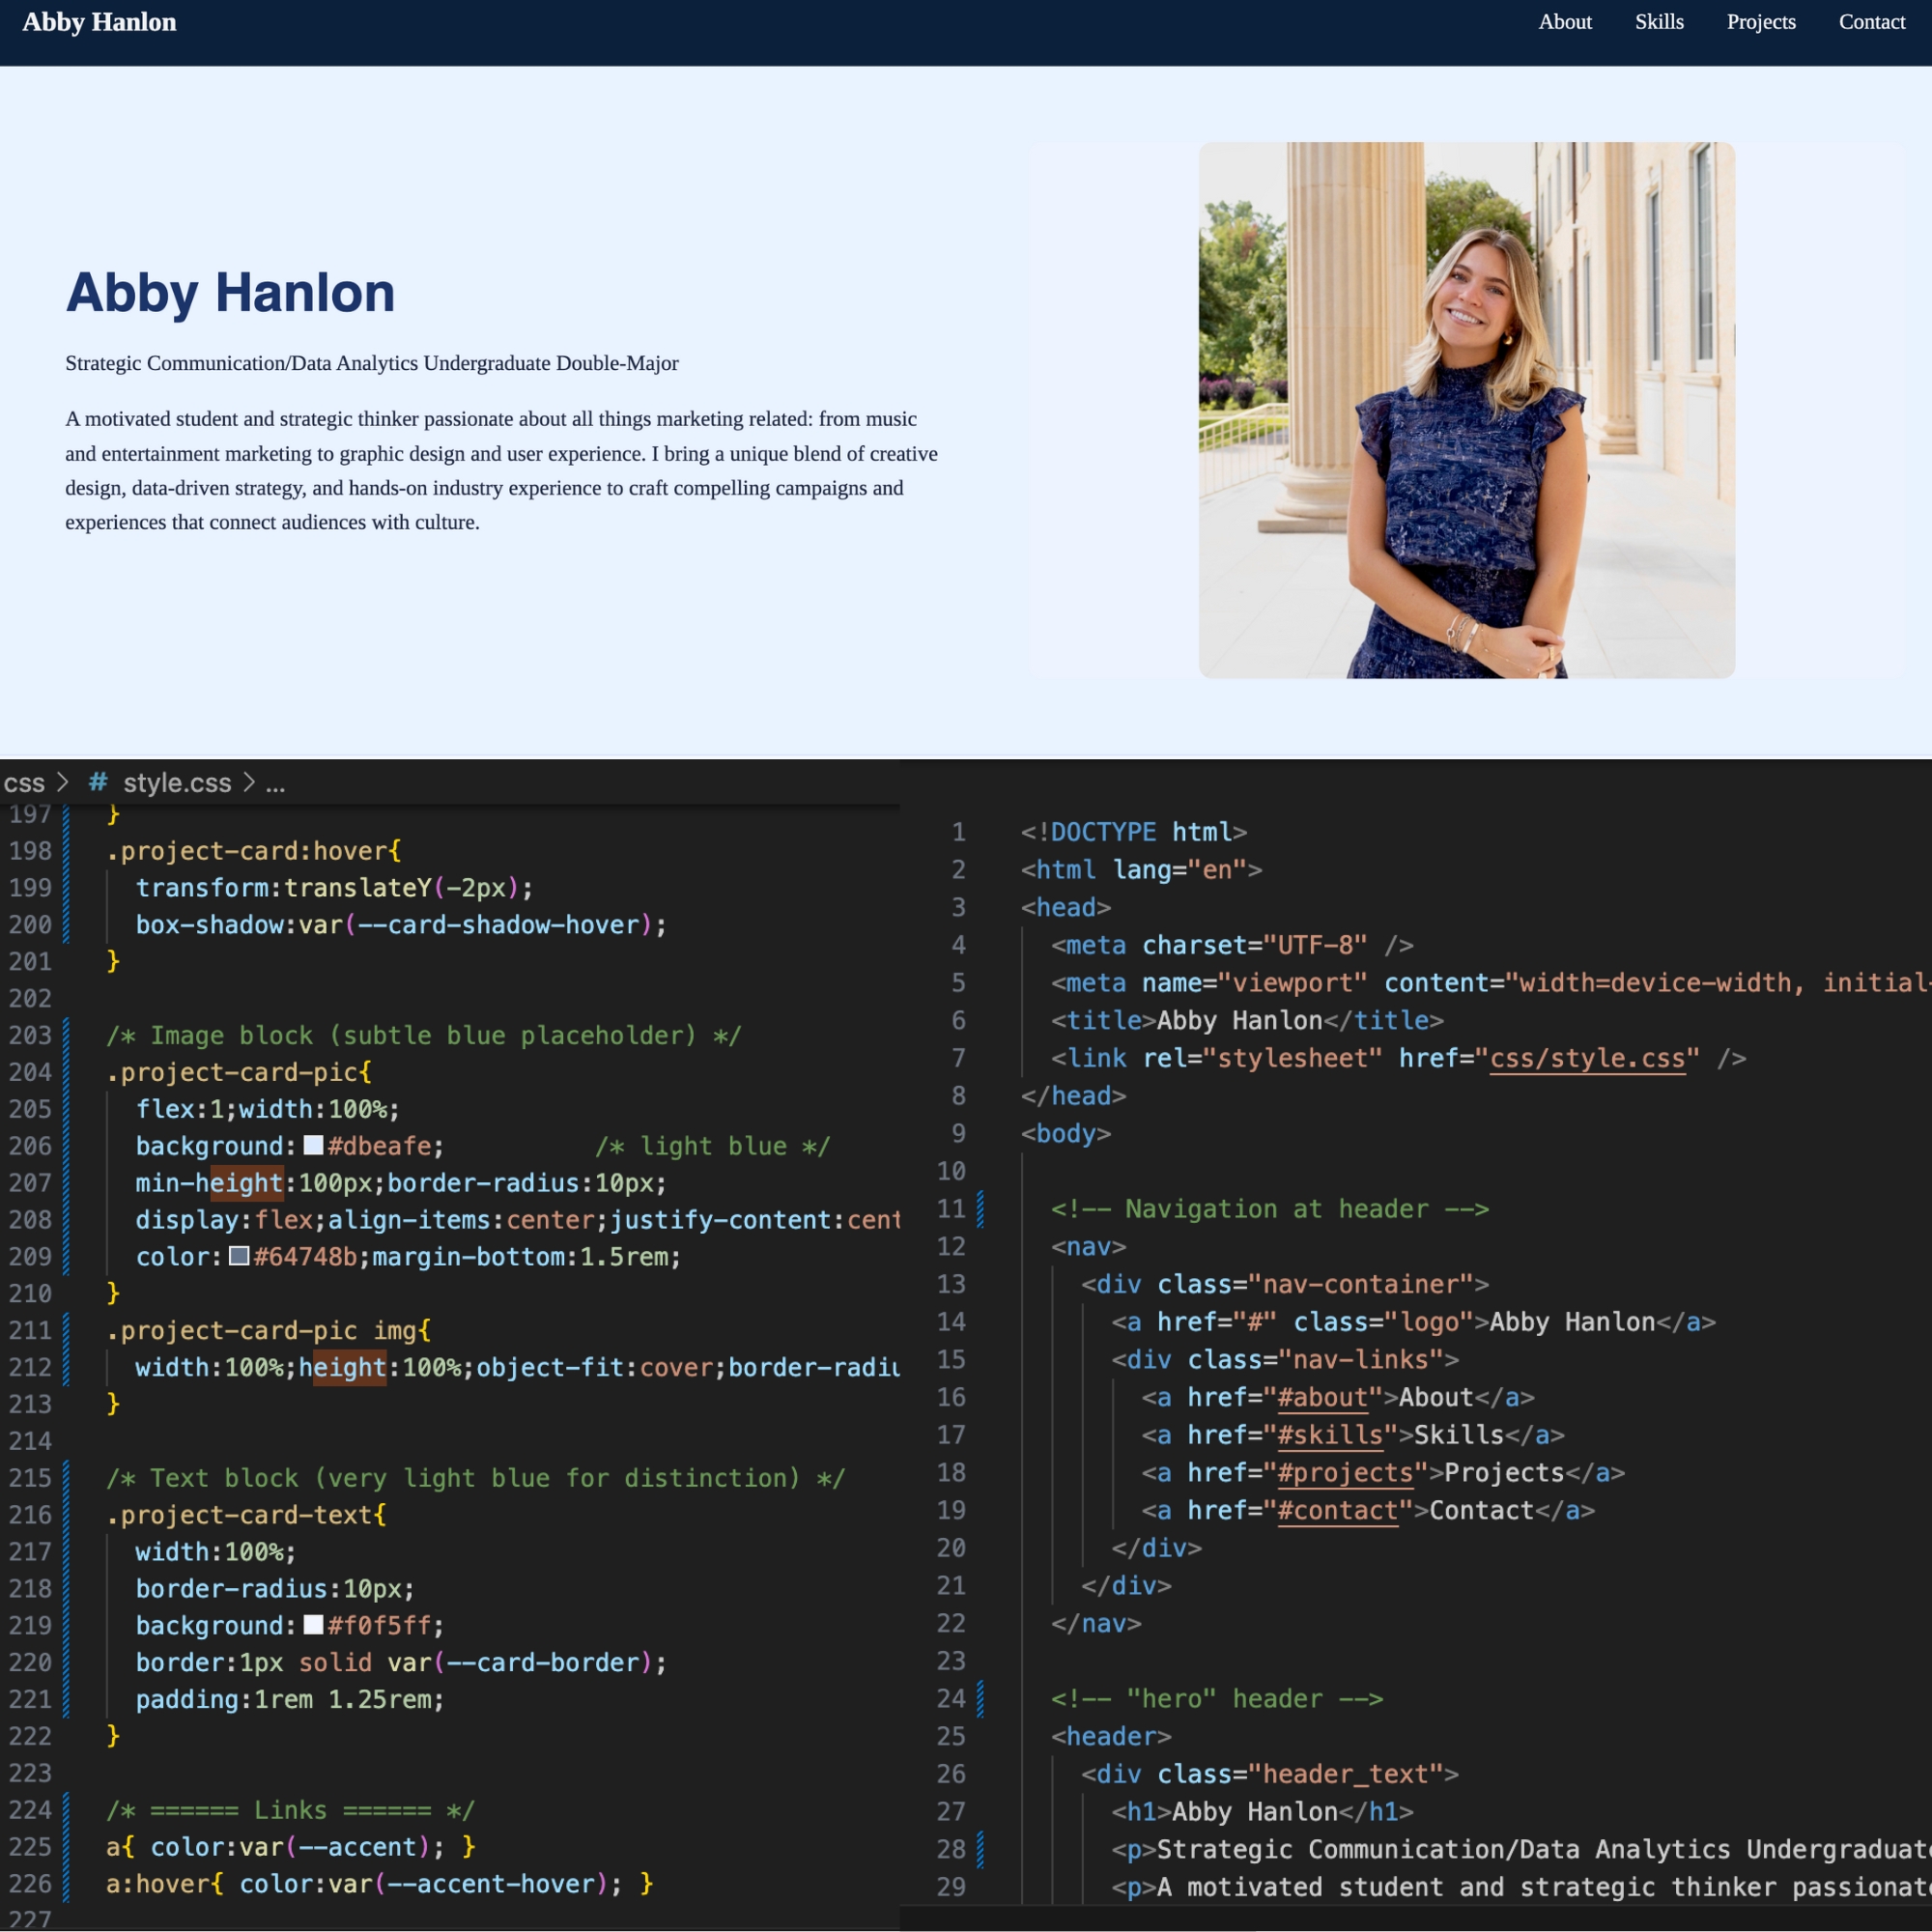 Abby Hanlon
About Skills Projects Contact
Abby Hanlon
Strategic Communication/Data Analytics Undergraduate Double-Major
A motivated student and strategic thinker passionate about all things marketing related: from music
and entertainment marketing to graphic design and user experience. I bring a unique blend of creative
design, data-driven strategy, and hands-on industry experience to craft compelling campaigns and
experiences that connect audiences with culture.
css > # style.css > ...
197 }
198 .project-card:hover{
199 transform:translateY(-2px);
200 box-shadow:var(--card-shadow-hover);
201 }
202
203 /* Image block (subtle blue placeholder) */
204 .project-card-pic{
205 flex:1;width:100%;
206 background:#dbeafe; /* light blue */
207 min-height:100px;border-radius:10px;
208 display:flex;align-items:center;justify-content:cent
209 color:#64748b;margin-bottom:1.5rem;
210 }
211 .project-card-pic img{
212 width:100%;height:100%;object-fit:cover;border-radiu
213 }
214
215 /* Text block (very light blue for distinction) */
216 .project-card-text{
217 width:100%;
218 border-radius:10px;
219 background:#f0f5ff;
220 border:1px solid var(--card-border);
221 padding:1rem 1.25rem;
222 }
223
224 /* ====== Links ====== */
225 a{ color:var(--accent); }
226 a:hover{ color:var(--accent-hover); }
227
1 <!DOCTYPE html>
2 <html lang="en">
3 <head>
4 <meta charset="UTF-8" />
5 <meta name="viewport" content="width=device-width, initial-
6 <title>Abby Hanlon</title>
7 <link rel="stylesheet" href="css/style.css" />
8 </head>
9 <body>
10
11 <!-- Navigation at header -->
12 <nav>
13 <div class="nav-container">
14 <a href="#" class="logo">Abby Hanlon</a>
15 <div class="nav-links">
16 <a href="#about">About</a>
17 <a href="#skills">Skills</a>
18 <a href="#projects">Projects</a>
19 <a href="#contact">Contact</a>
20 </div>
21 </div>
22 </nav>
23
24 <!-- "hero" header -->
25 <header>
26 <div class="header_text">
27 <h1>Abby Hanlon</h1>
28 <p>Strategic Communication/Data Analytics Undergraduate
29 <p>A motivated student and strategic thinker passionate